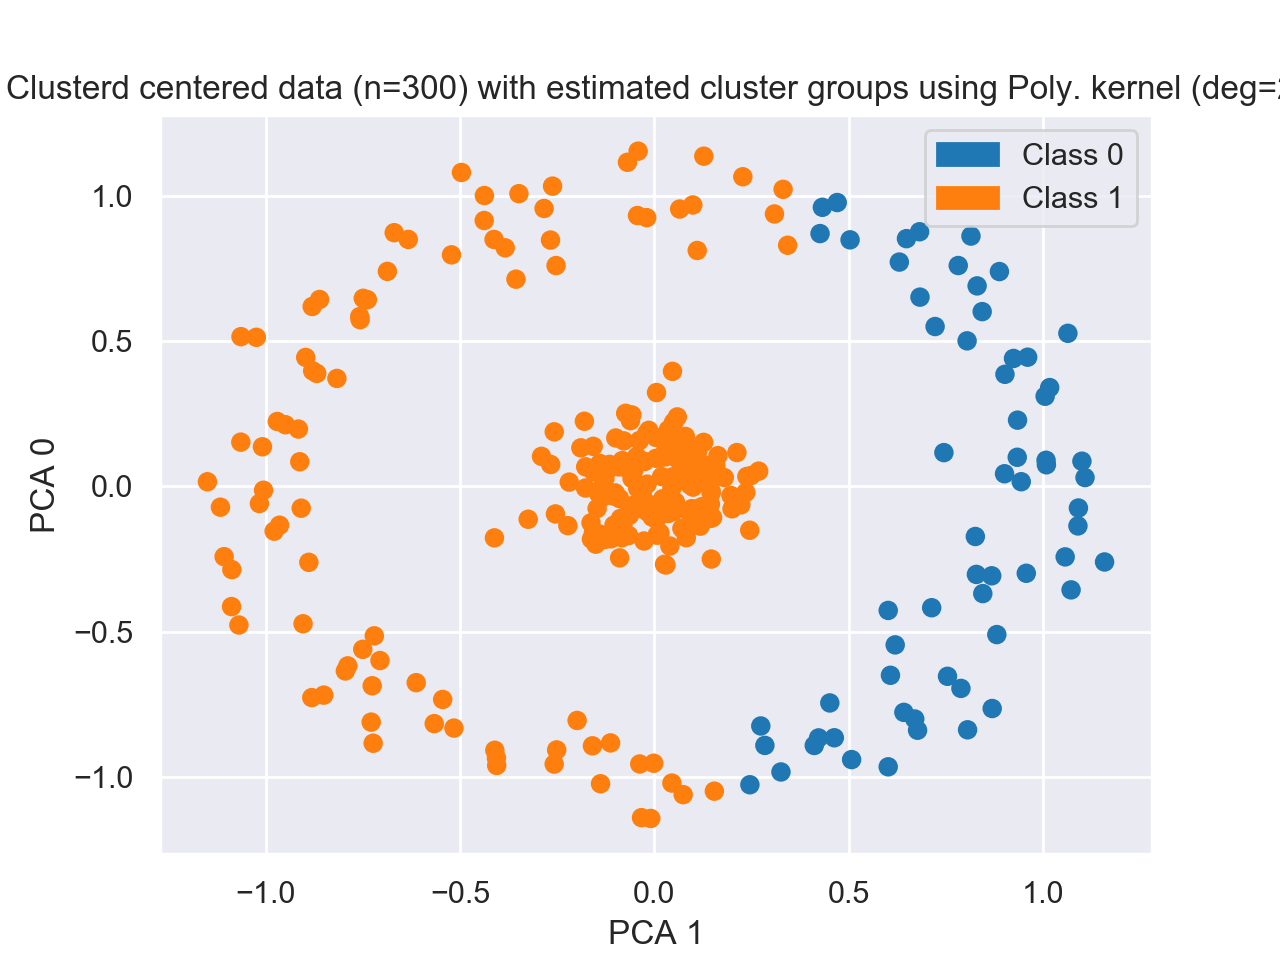 Clusterd centered data (n=300) with estimated cluster groups using Poly. kernel (deg=2
Class 0
Class 1
1.0
0.5
0.0
−0.5
−1.0
PCA 0
−1.0 −0.5 0.0 0.5 1.0
PCA 1